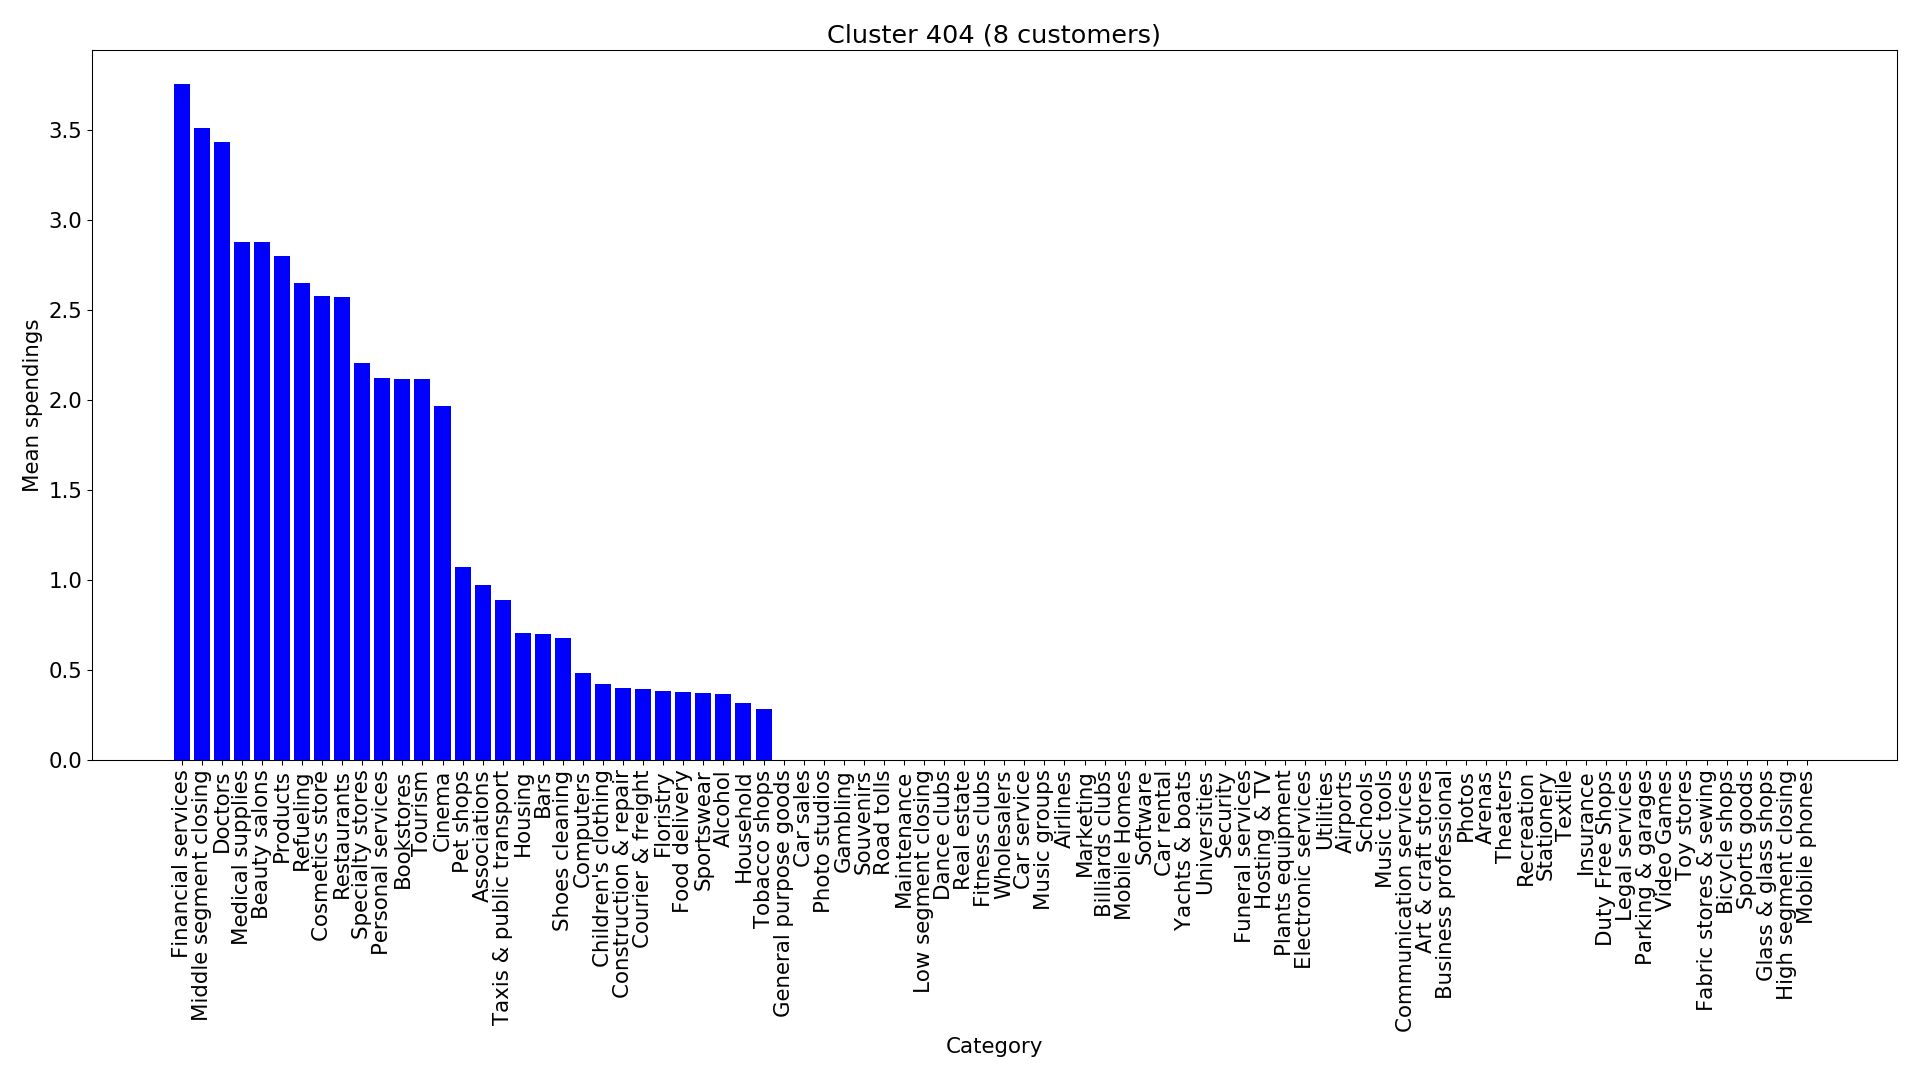 Cluster 404 (8 customers)
Mean spendings
3.5
3.0
2.5
2.0
1.5
1.0
0.5
0.0
Financial services
Middle segment closing
Doctors
Medical supplies
Beauty salons
Products
Refueling
Cosmetics store
Restaurants
Specialty stores
Personal services
Bookstores
Tourism
Cinema
Pet shops
Associations
Taxis & public transport
Housing
Bars
Shoes cleaning
Computers
Children's clothing
Construction & repair
Courier & freight
Floristry
Food delivery
Sportswear
Alcohol
Household
Tobacco shops
General purpose goods
Car sales
Photo studios
Gambling
Souvenirs
Road tolls
Maintenance
Low segment closing
Dance clubs
Real estate
Fitness clubs
Wholesalers
Car service
Music groups
Airlines
Marketing
Billiards clubs
Mobile Homes
Software
Car rental
Yachts & boats
Universities
Security
Funeral services
Hosting & TV
Plants equipment
Electronic services
Utilities
Airports
Schools
Music tools
Communication services
Art & craft stores
Business professional
Photos
Arenas
Theaters
Recreation
Stationery
Textile
Insurance
Duty Free Shops
Legal services
Parking & garages
Video Games
Toy stores
Fabric stores & sewing
Bicycle shops
Sports goods
Glass & glass shops
High segment closing
Mobile phones
Category